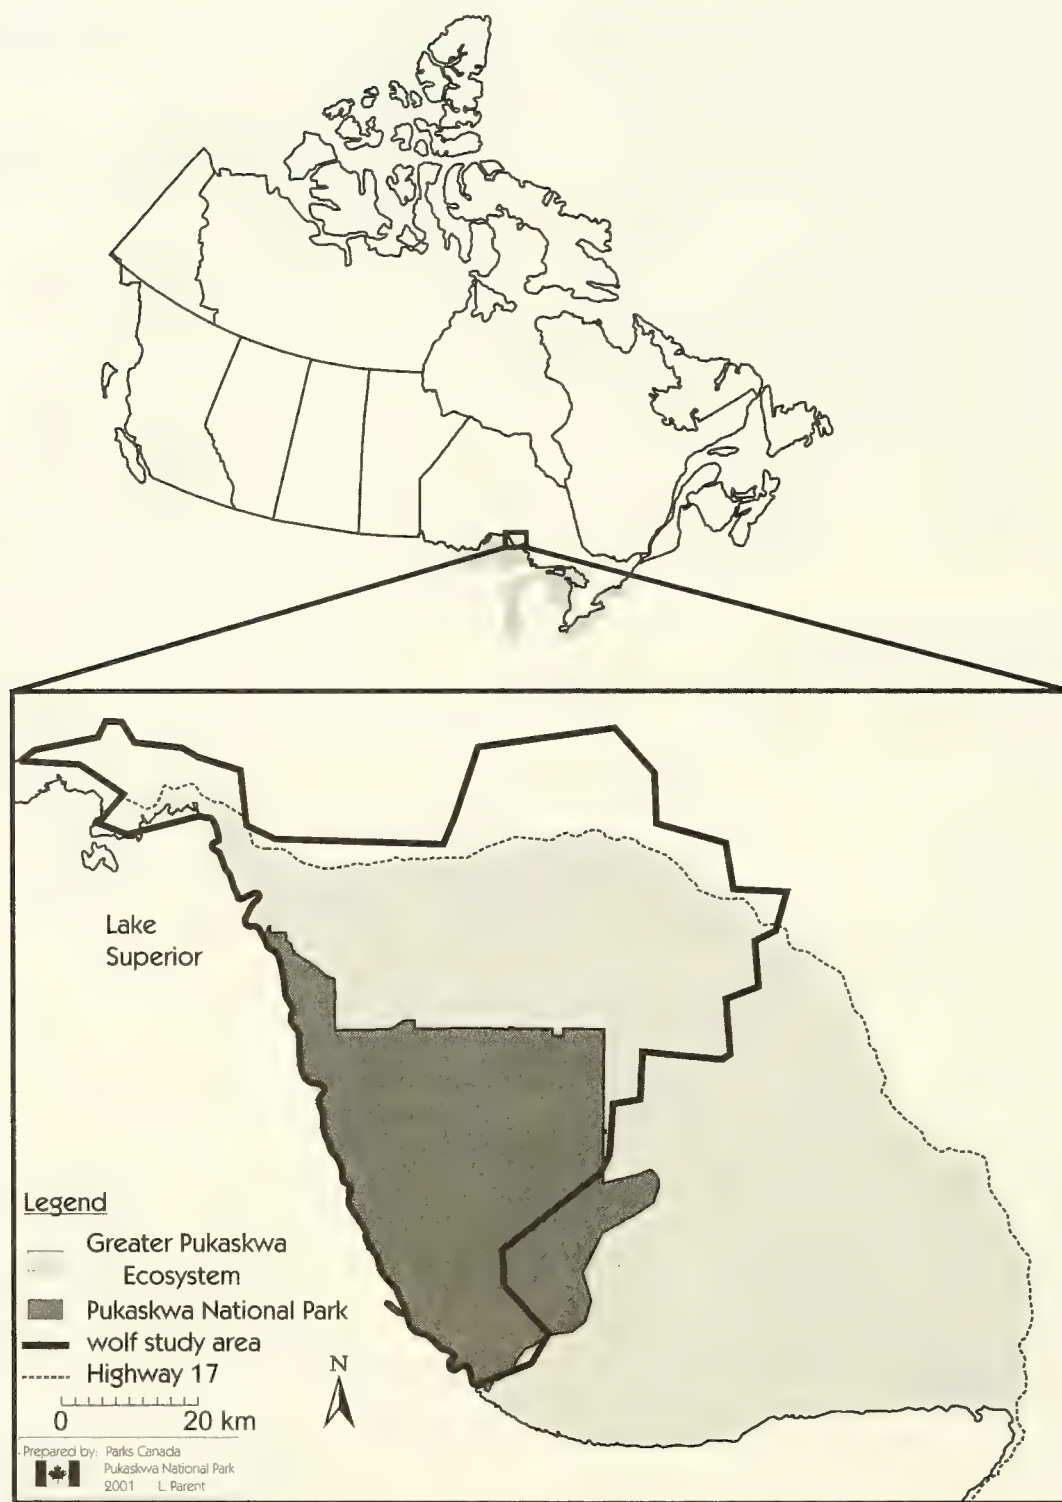 Lake
Superior
Legend
Greater Pukaskwa
Ecosystem
Pukaskwa National Park
wolf study area
Highway 17
N
0 20 km
Prepared by: Parks Canada
Pukaskwa National Park
2001 L. Parent